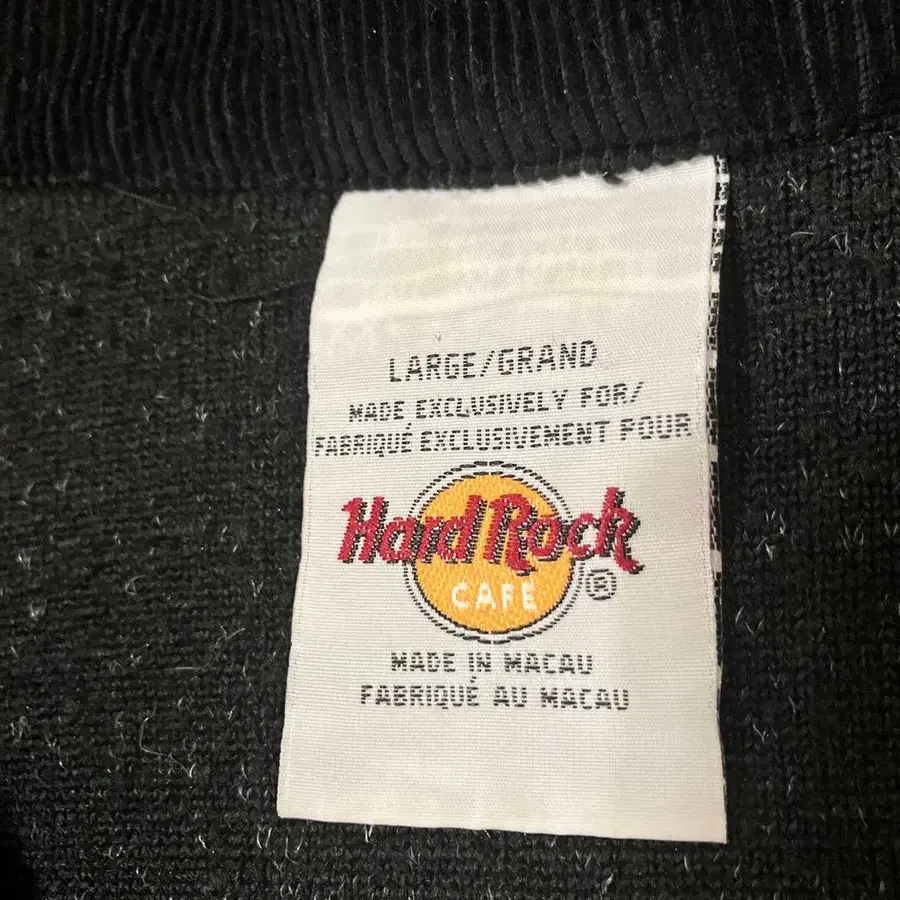 LARGE/GRAND
MADE EXCLUSIVELY FOR/
FABRIQUÉ EXCLUSIVEMENT POUR
Hard Rock
CAFE
®
MADE IN MACAU
FABRIQUÉ AU MACAU